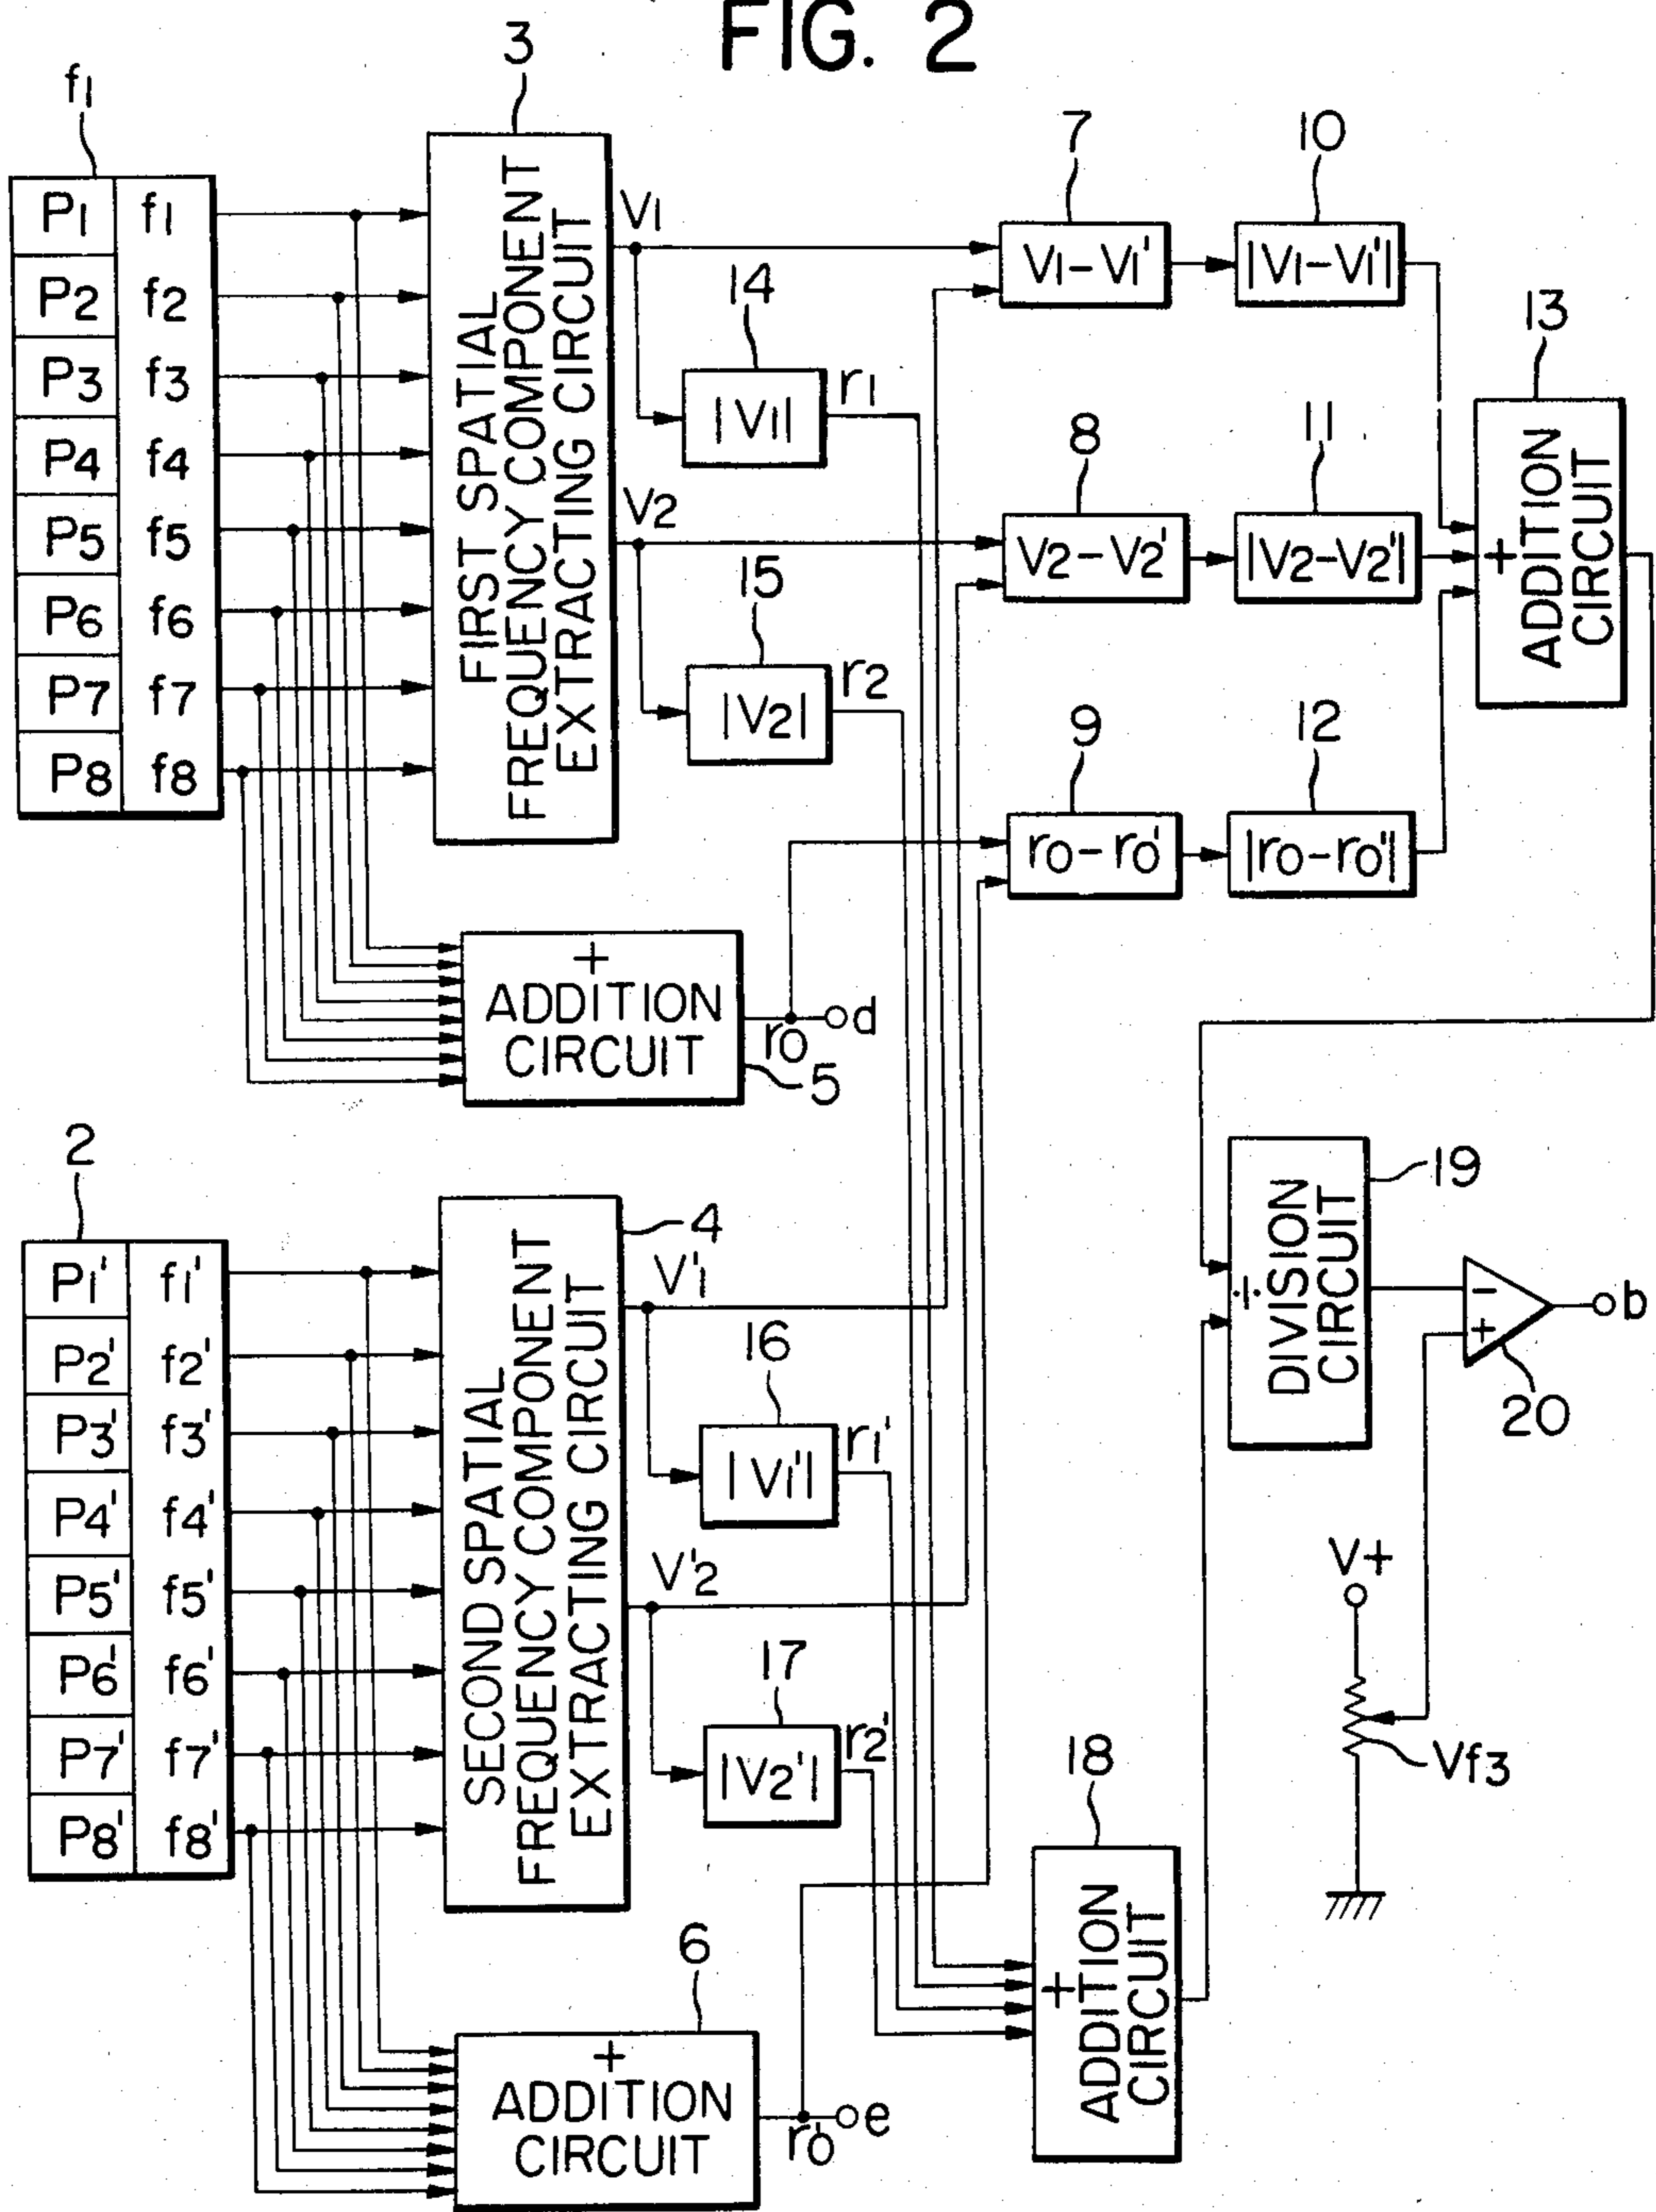 FIG. 2
f1
3
7
10
13
P1 f1
P2 f2
P3 f3
P4 f4
P5 f5
P6 f6
P7 f7
P8 f8
FIRST SPATIAL
FREQUENCY COMPONENT
EXTRACTING CIRCUIT
V1
14
|V1|
r1
V2
15
|V2|
r2
V1-V1'
|V1-V1'|
8
V2-V2'
11
|V2-V2'|
9
r0-r0'
12
|r0-r0'|
+
ADDITION
CIRCUIT
+
ADDITION
CIRCUIT
r0
d
5
2
P1' f1'
P2' f2'
P3' f3'
P4' f4'
P5' f5'
P6' f6'
P7' f7'
P8' f8'
SECOND SPATIAL
FREQUENCY COMPONENT
EXTRACTING CIRCUIT
4
V'1
16
|V1'|
r1'
V'2
17
|V2'|
r2'
19
÷
DIVISION
CIRCUIT
-
+
b
20
V+
Vf3
18
+
ADDITION
CIRCUIT
6
+
ADDITION
CIRCUIT
r0'
e